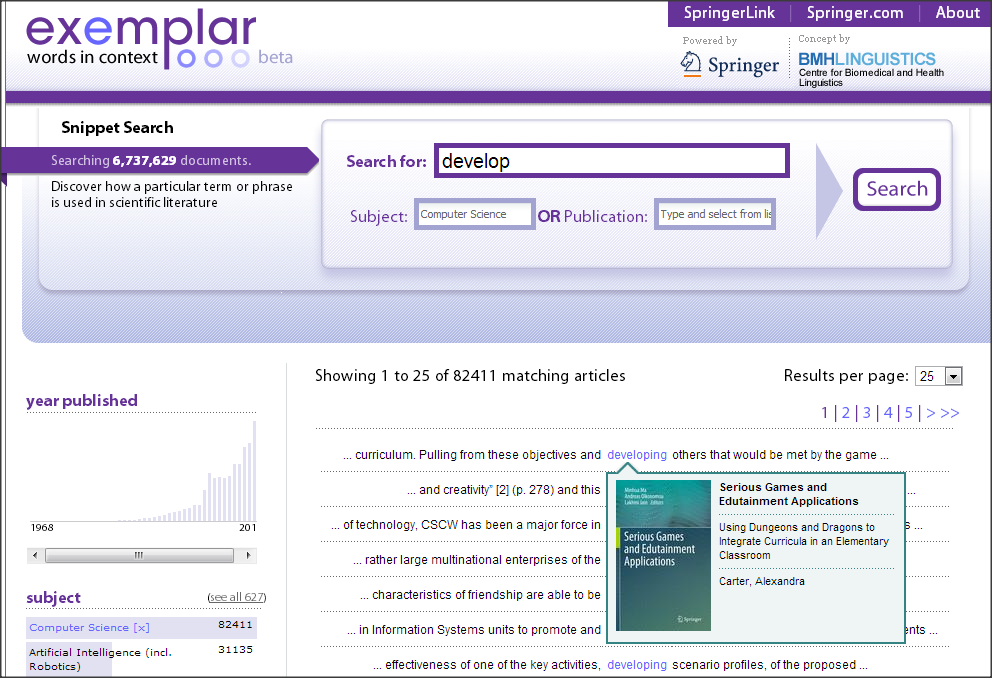 SpringerLink | Springer.com | About
exemplar
words in context
beta
Powered by
Springer
Concept by
BMHLINGUISTICS
Centre for Biomedical and Health
Linguistics
Snippet Search
Searching 6,737,629 documents.
Discover how a particular term or phrase
is used in scientific literature
Search for: develop
Subject: Computer Science OR Publication: Type and select from lis
Search
Showing 1 to 25 of 82411 matching articles
Results per page: 25
1 | 2 | 3 | 4 | 5 | > >>
year published
1968
201
subject
(see all 627)
Computer Science [x] 82411
Artificial Intelligence (incl. 31135
Robotics)
... curriculum. Pulling from these objectives and developing others that would be met by the game ...
... and creativity” [2] (p. 278) and this
...
... of technology, CSCW has been a major force in
s ...
... rather large multinational enterprises of the
... characteristics of friendship are able to be
... in Information Systems units to promote and
ents ...
... effectiveness of one of the key activities, developing scenario profiles, of the proposed ...
Minhua Ma
Andreas Oikonomou
Lakhmi Jain Editors
Serious Games
and Edutainment
Applications
Springer
Serious Games and
Edutainment Applications
Using Dungeons and Dragons to
Integrate Curricula in an Elementary
Classroom
Carter, Alexandra